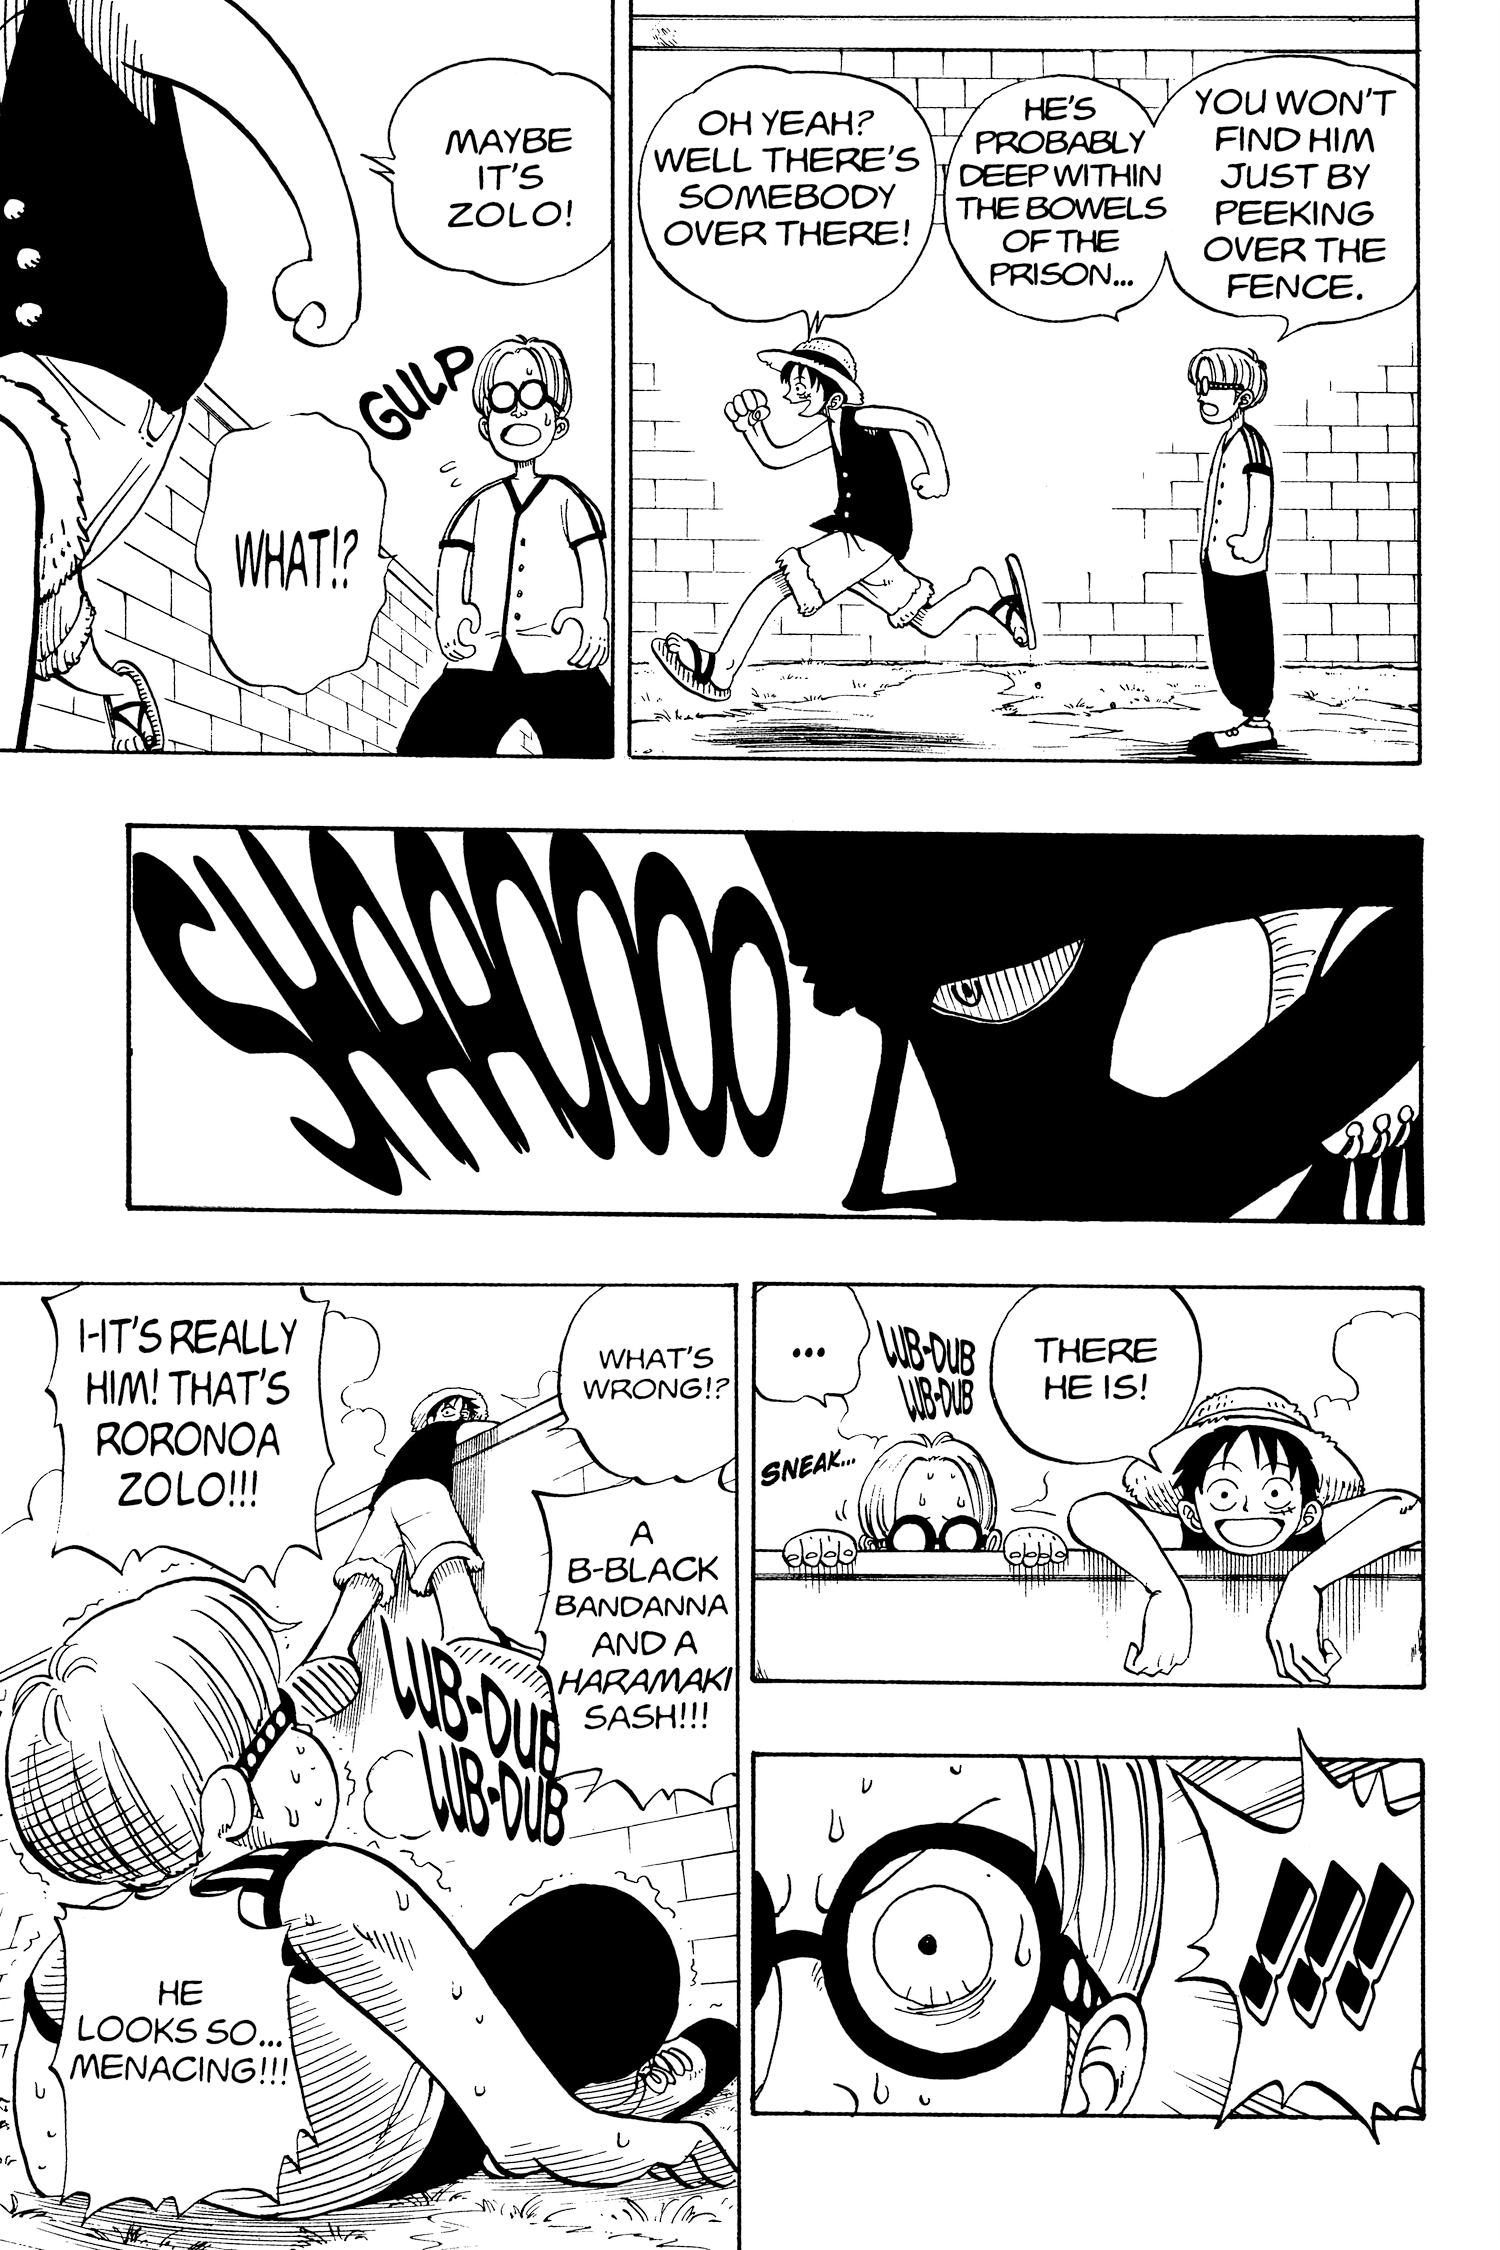 YOU WON'T
FIND HIM
JUST BY
PEEKING
OVER THE
FENCE.
HE'S
PROBABLY
DEEP WITHIN
THE BOWELS
OF THE
PRISON...
OH YEAH?
WELL THERE'S
SOMEBODY
OVER THERE!
MAYBE
IT'S
ZOLO!
GULP
WHAT!?
SHAAAOOOO
THERE
HE IS!
LUB-DUB
LUB-DUB
...
SNEAK...
!!!
WHAT'S
WRONG!?
A
B-BLACK
BANDANNA
AND A
HARAMAKI
SASH!!!
I-IT'S REALLY
HIM! THAT'S
RORONOA
ZOLO!!!
LUB-DUB
LUB-DUB
HE
LOOKS SO...
MENACING!!!